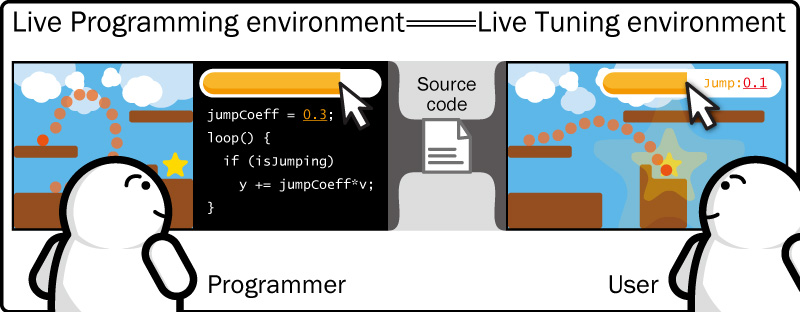 Live Programming environment
Live Tuning environment
jumpCoeff = 0.3;
loop() {
if (isJumping)
y += jumpCoeff*v;
}
Source
code
Jump:0.1
Programmer
User